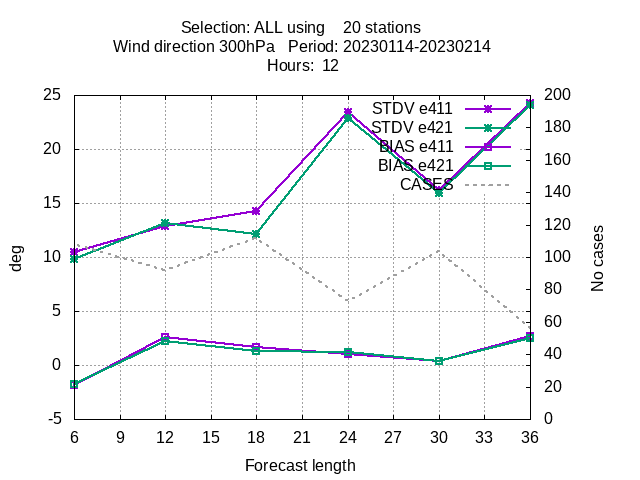 Selection: ALL using    20 stations
Wind direction 300hPa   Period: 20230114-20230214
Hours:  12
STDV e411
STDV e421
BIAS e411
BIAS e421
CASES
25
20
15
10
5
0
-5
deg
200
180
160
140
120
100
80
60
40
20
0
No cases
6 9 12 15 18 21 24 27 30 33 36
Forecast length